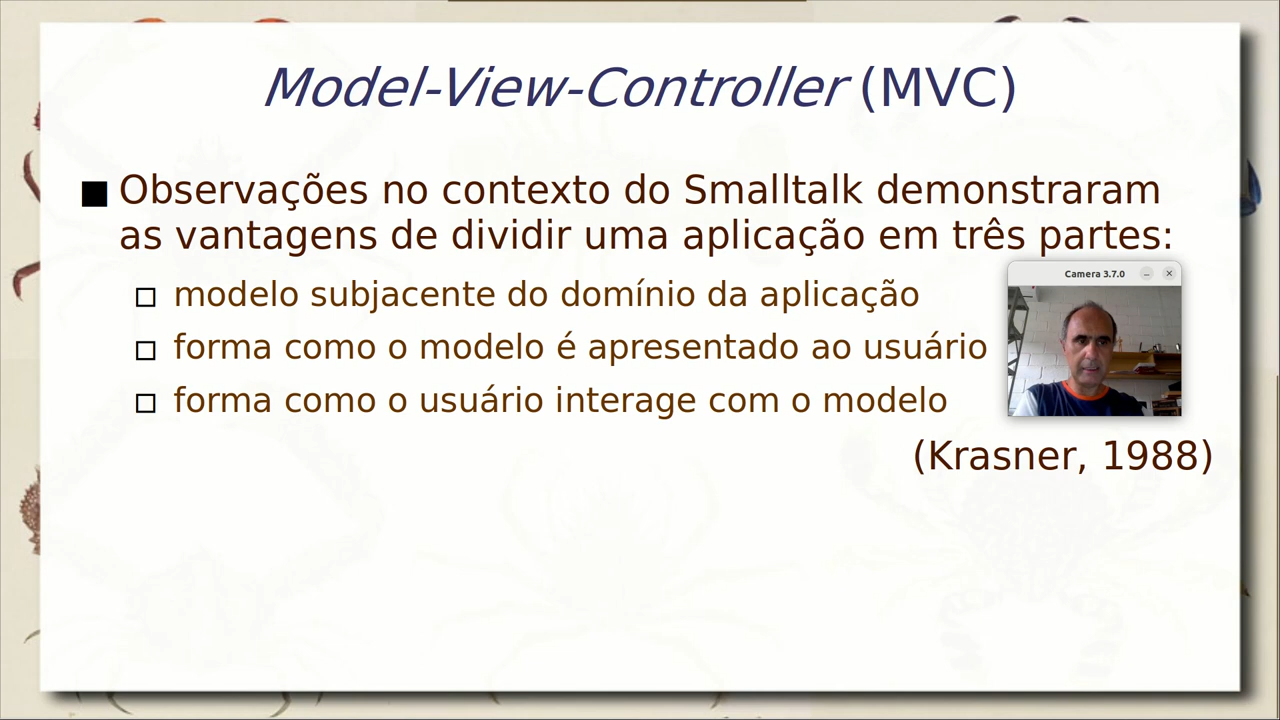 Model-View-Controller (MVC)
Observações no contexto do Smalltalk demonstraram
as vantagens de dividir uma aplicação em três partes:
modelo subjacente do domínio da aplicação
forma como o modelo é apresentado ao usuário
forma como o usuário interage com o modelo
Camera 3.7.0
(Krasner, 1988)